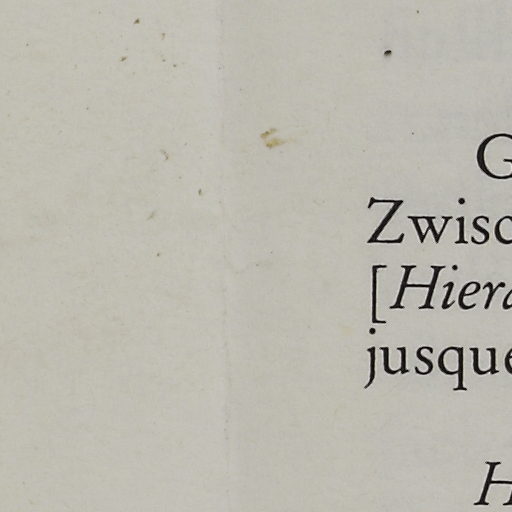 G
Zwisc
[Hiera
jusque
H